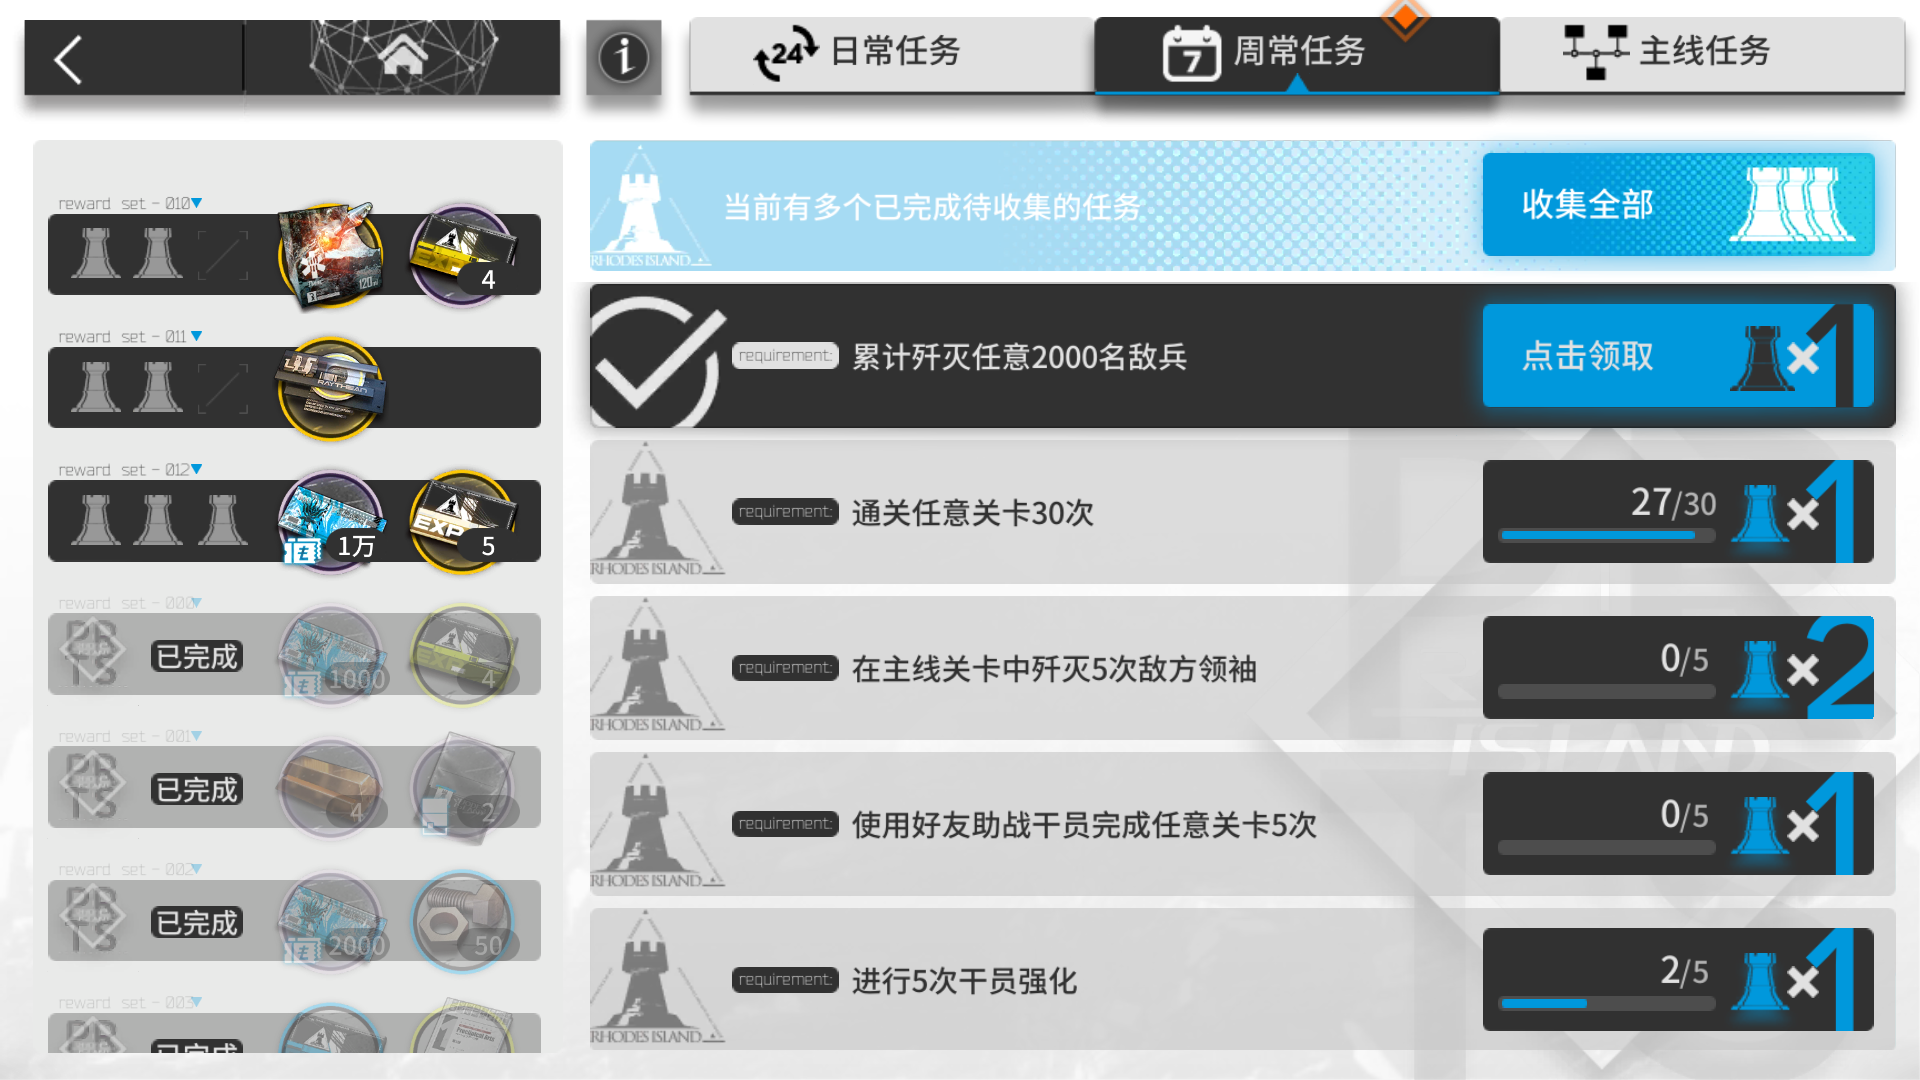 24
日常任务
7
周常任务
主线任务
reward set - 010
4
reward set - 011
RATTHEAD
reward set - 012
1万
EXP
5
reward set - 000
已完成
1000
4
reward set - 001
已完成
4
2
reward set - 002
已完成
2000
50
reward set - 003
已完成
RHODES ISLAND
当前有多个已完成待收集的任务
收集全部
requirement:
累计歼灭任意2000名敌兵
点击领取
×1
RHODES ISLAND
requirement:
通关任意关卡30次
27/30
×1
RHODES ISLAND
requirement:
在主线关卡中歼灭5次敌方领袖
0/5
×2
RHODES ISLAND
requirement:
使用好友助战干员完成任意关卡5次
0/5
×1
RHODES ISLAND
requirement:
进行5次干员强化
2/5
×1
ISLAND